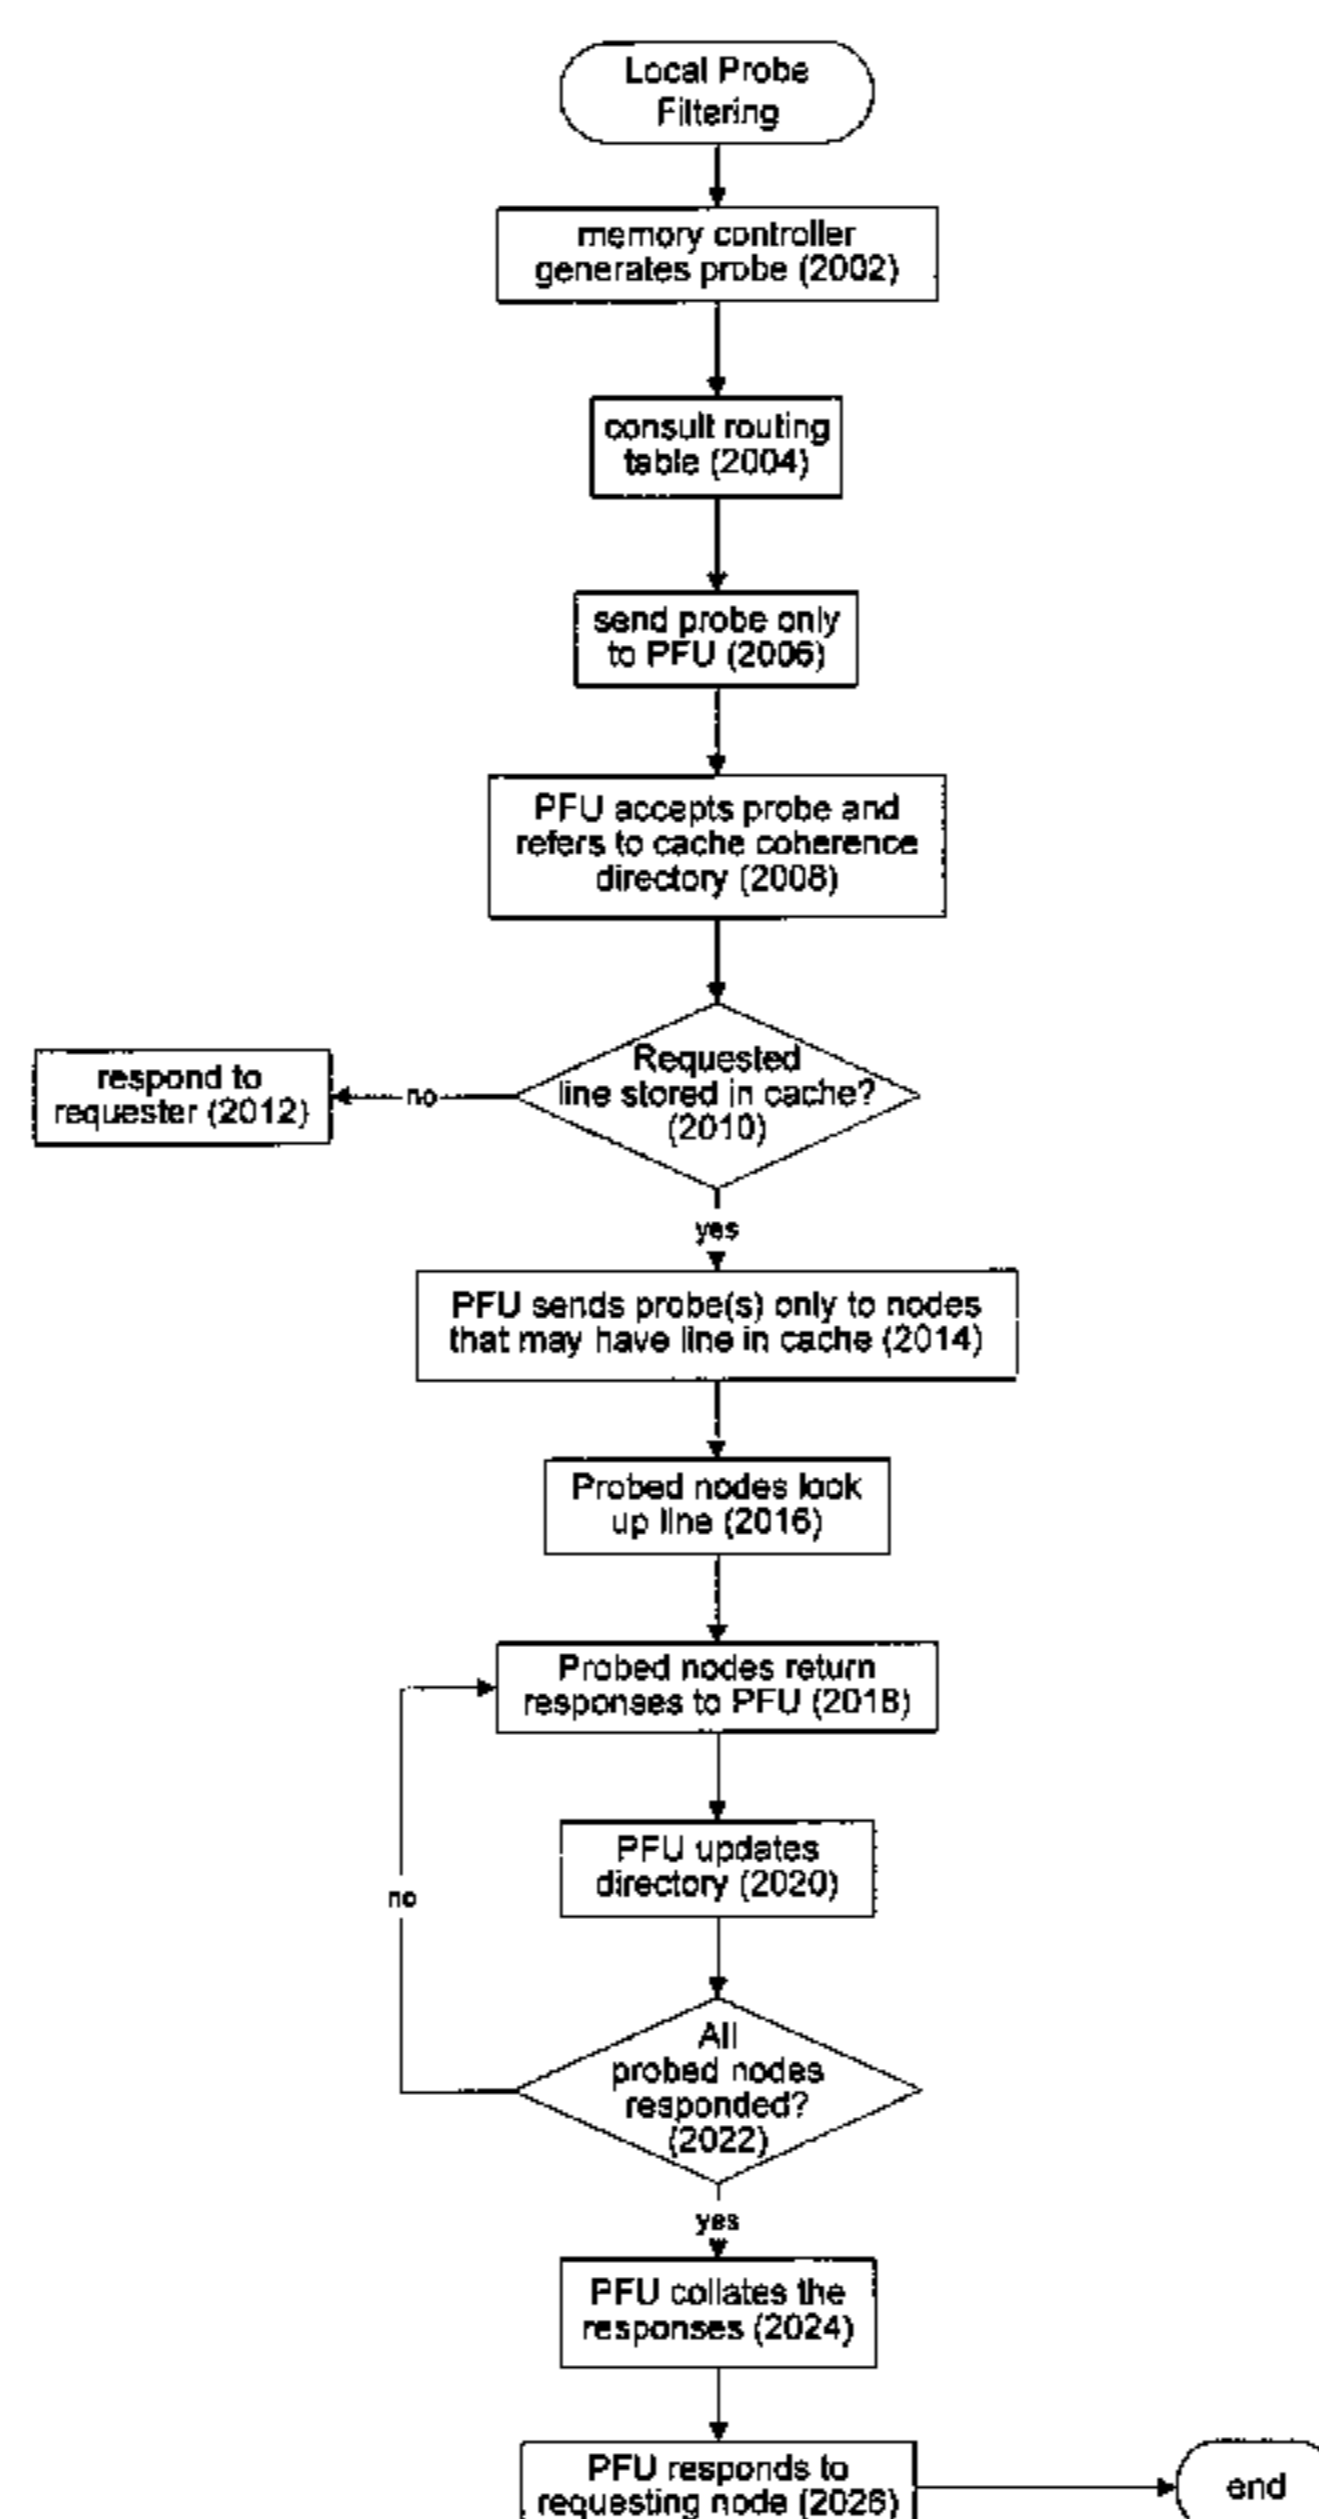 Local Probe
Filtering
memory controller
generates probe (2002)
consult routing
table (2004)
send probe only
to PFU (2006)
PFU accepts probe and
refers to cache coherence
directory (2008)
Requested
line stored in cache?
(2010)
no
respond to
requester (2012)
yes
PFU sends probe(s) only to nodes
that may have line in cache (2014)
Probed nodes look
up line (2016)
Probed nodes return
responses to PFU (2018)
PFU updates
directory (2020)
no
All
probed nodes
responded?
(2022)
yes
PFU collates the
responses (2024)
PFU responds to
requesting node (2026)
end